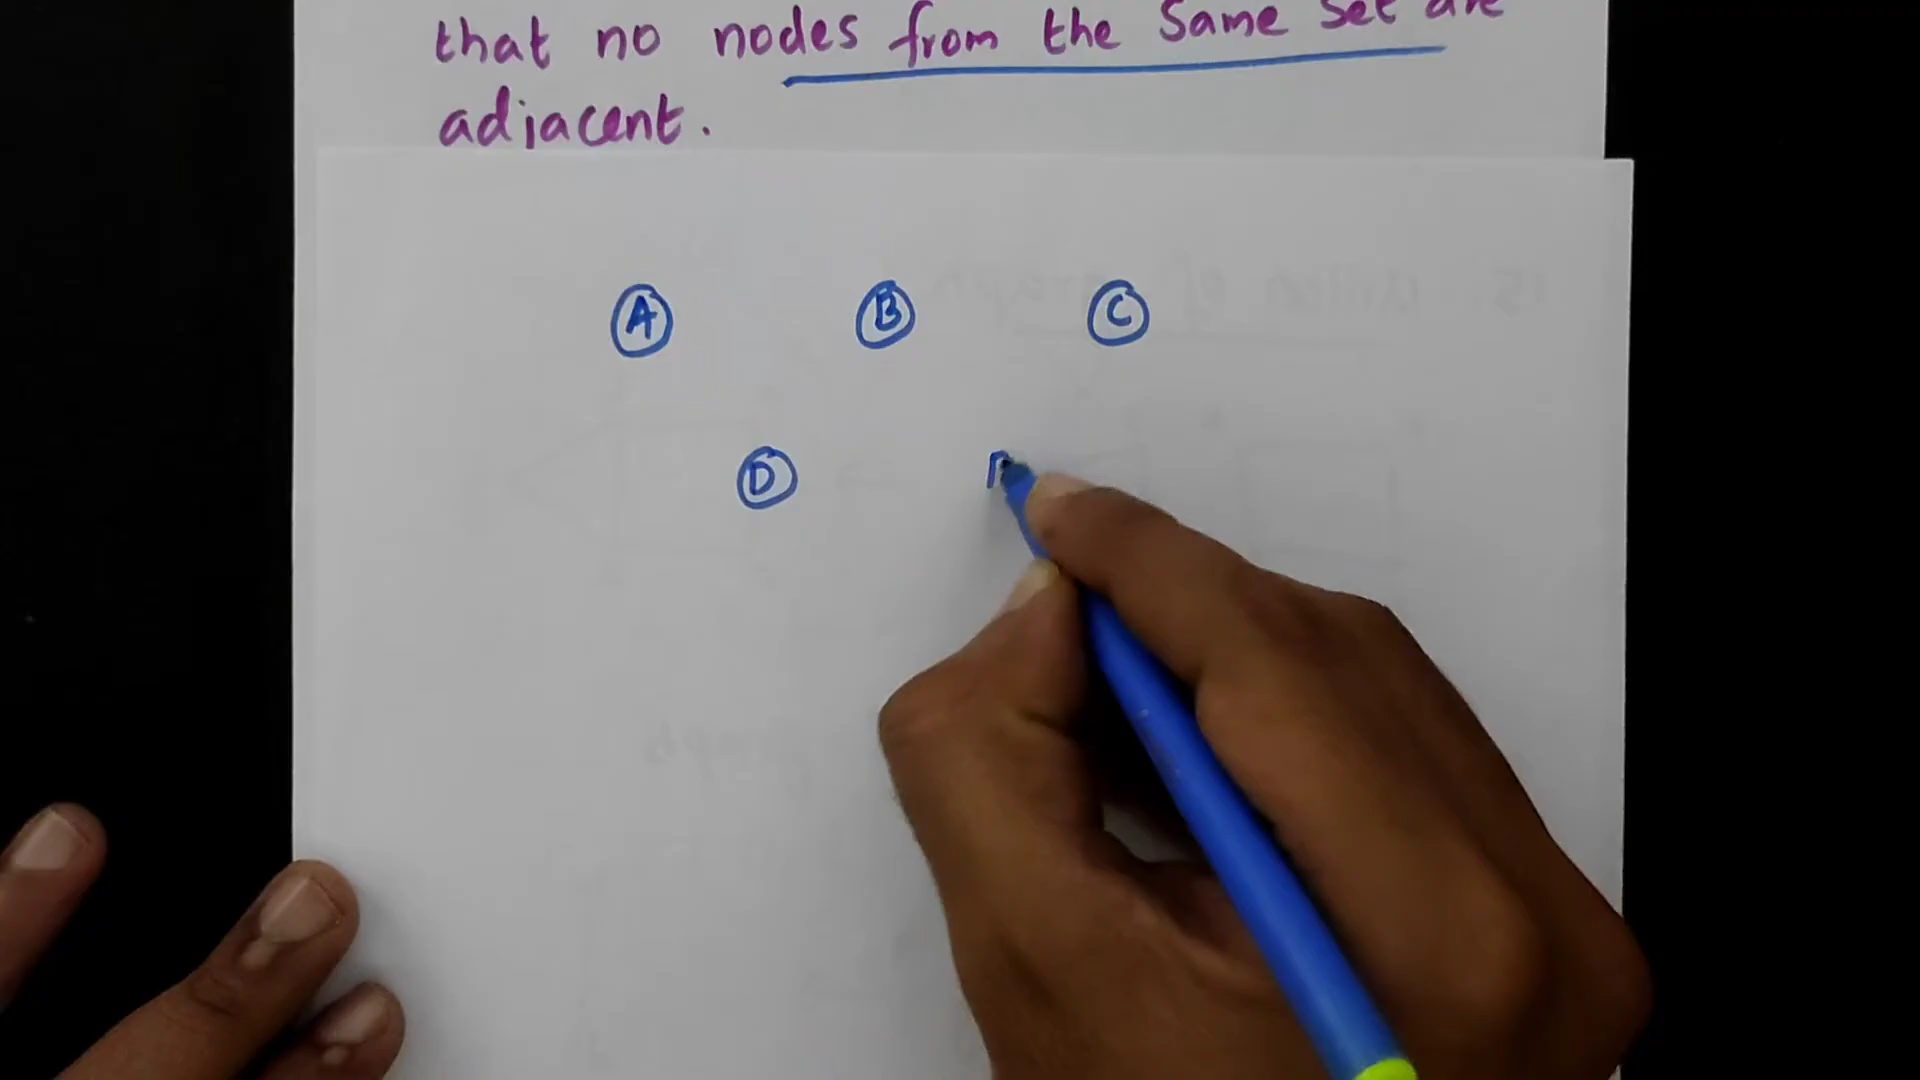 that no nodes from the same set are
adjacent.
A B C
D